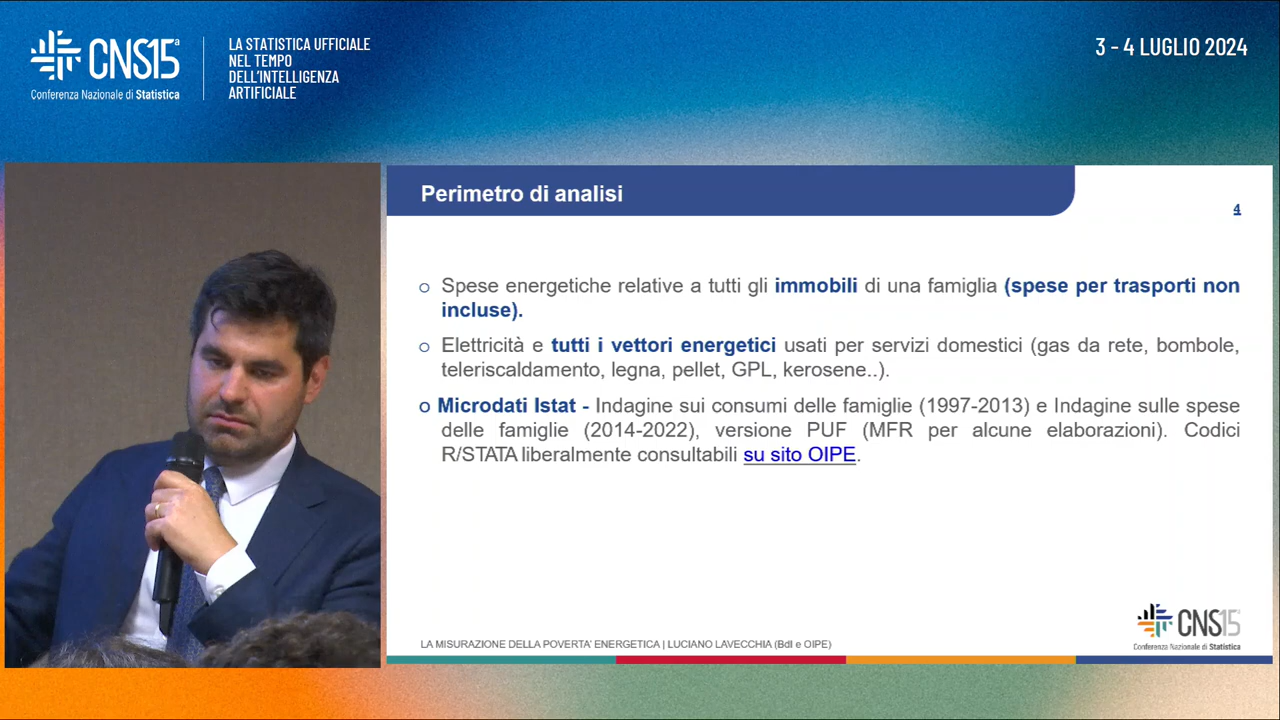 CNS15ª
Conferenza Nazionale di Statistica
LA STATISTICA UFFICIALE
NEL TEMPO
DELL'INTELLIGENZA
ARTIFICIALE
3 - 4 LUGLIO 2024
Perimetro di analisi
4
o Spese energetiche relative a tutti gli immobili di una famiglia (spese per trasporti non
incluse).
o Elettricità e tutti i vettori energetici usati per servizi domestici (gas da rete, bombole,
teleriscaldamento, legna, pellet, GPL, kerosene..).
o Microdati Istat - Indagine sui consumi delle famiglie (1997-2013) e Indagine sulle spese
delle famiglie (2014-2022), versione PUF (MFR per alcune elaborazioni). Codici
R/STATA liberalmente consultabili su sito OIPE.
LA MISURAZIONE DELLA POVERTA' ENERGETICA | LUCIANO LAVECCHIA (BdI e OIPE)
CNS15ª
Conferenza Nazionale di Statistica